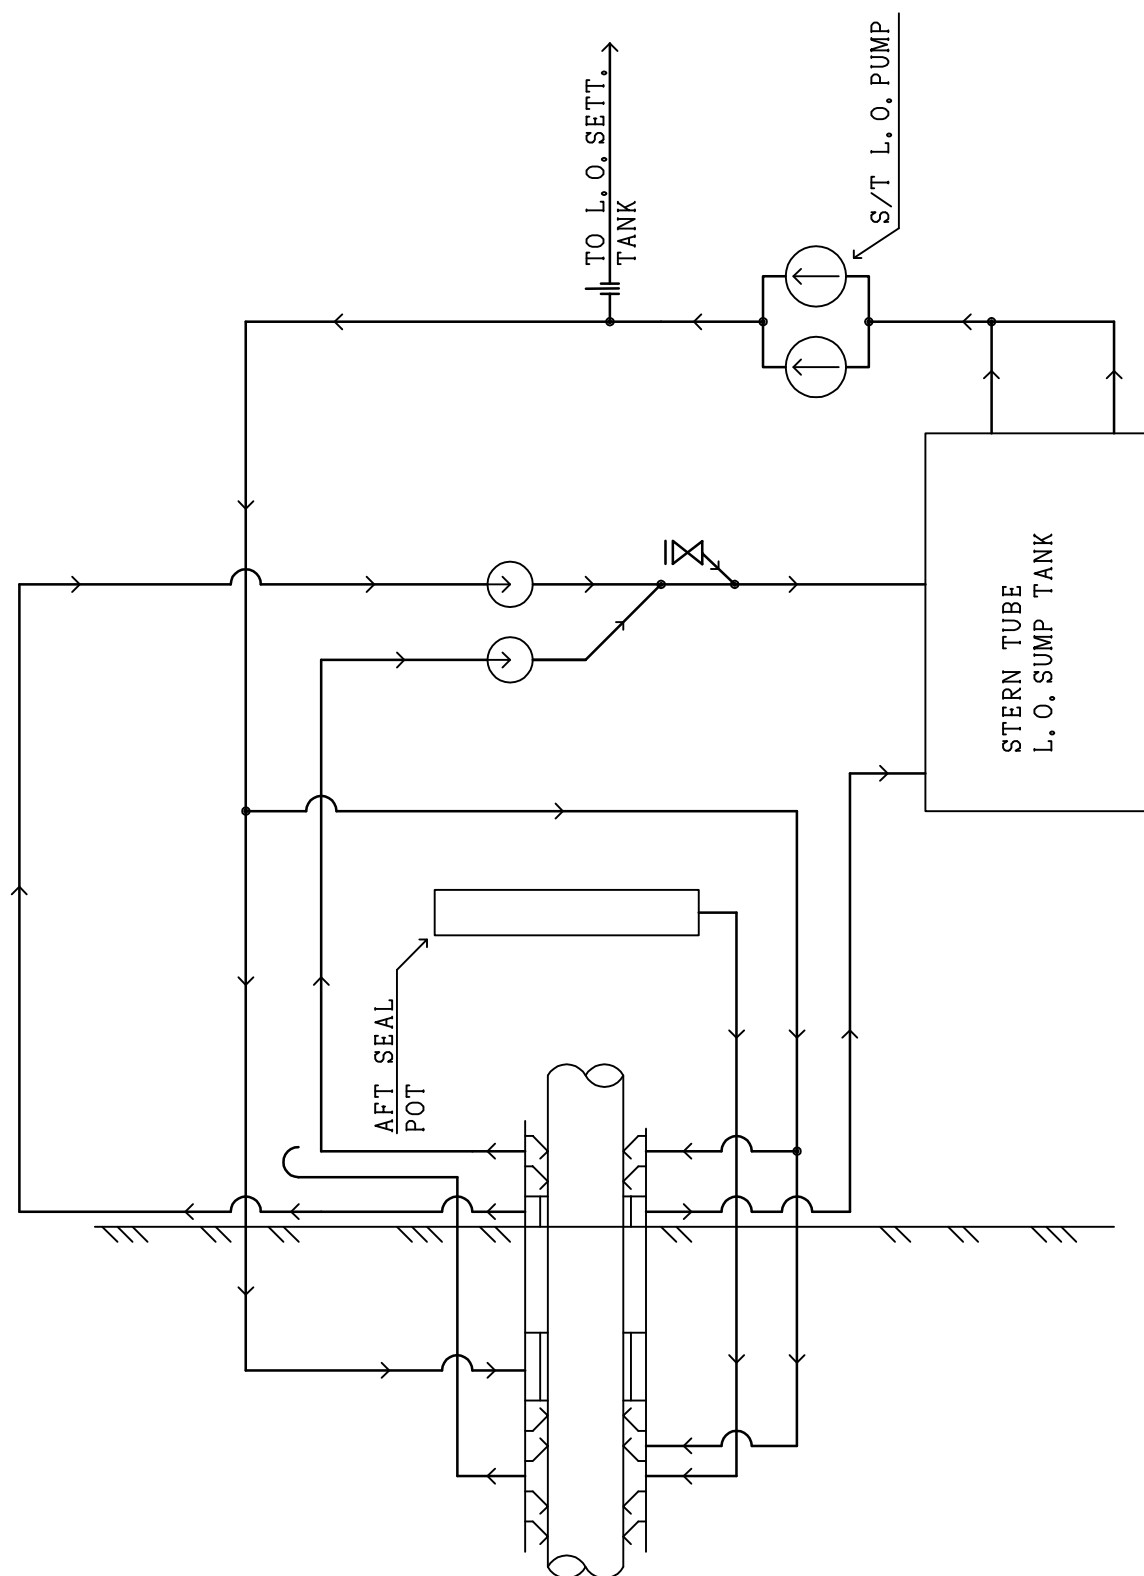 TO L.O.SETT.
TANK
S/T L.O.PUMP
STERN TUBE
L.O.SUMP TANK
AFT SEAL
POT